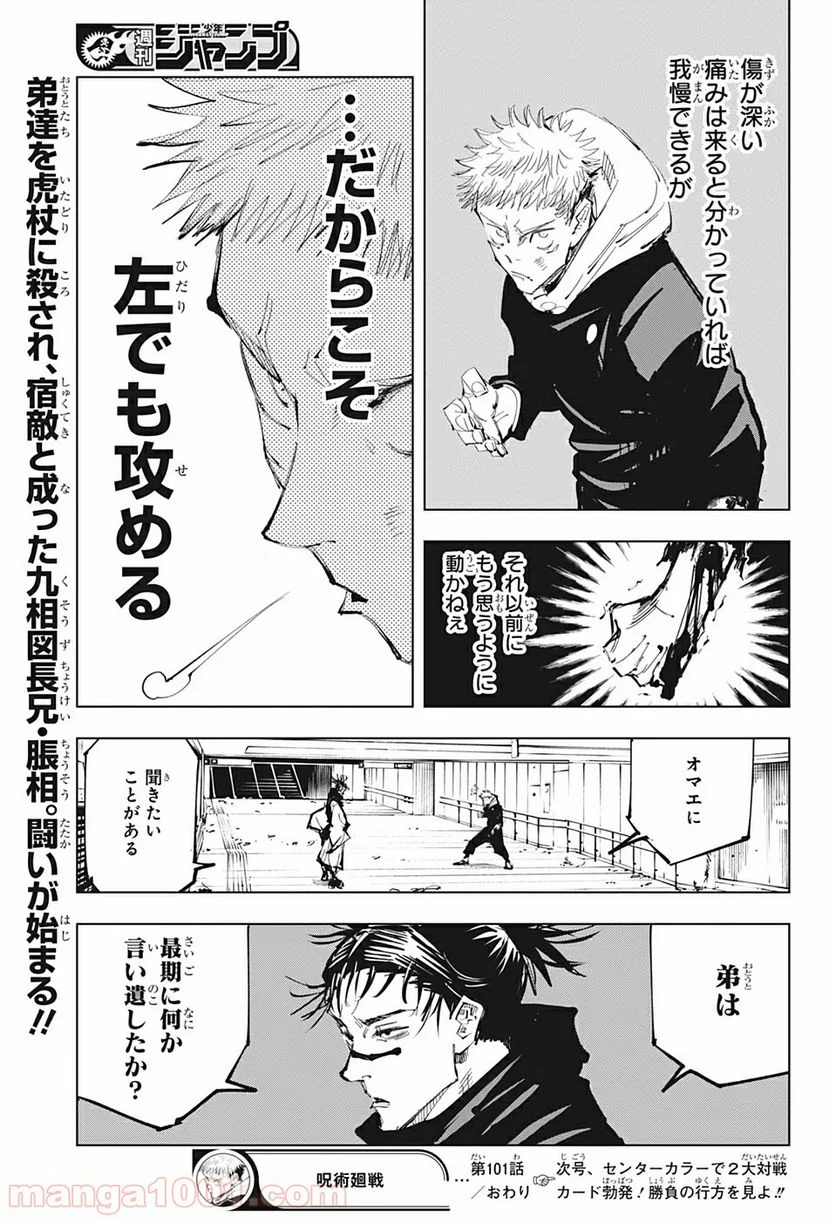 週刊少年ジャンプ
傷が深い
痛みは来ると分かっていれば
我慢できるが
それ以前に
もう思うように
動かねぇ
…だからこそ
左でも攻める
オマエに
聞きたい
ことがある
弟は
最期に何か
言い遺したか？
弟達を虎杖に殺され、宿敵と成った九相図長兄・脹相。闘いが始まる!!
呪術廻戦
…
第101話
／おわり
☞
次号、センターカラーで２大対戦
カード勃発！勝負の行方を見よ!!
manga1001.com